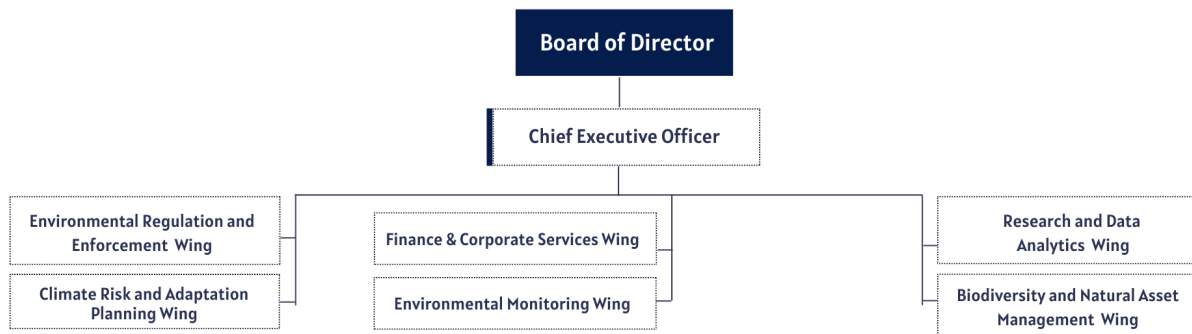 Board of Director
Chief Executive Officer
Environmental Regulation and
Enforcement Wing
Climate Risk and Adaptation
Planning Wing
Finance & Corporate Services Wing
Environmental Monitoring Wing
Research and Data
Analytics Wing
Biodiversity and Natural Asset
Management Wing